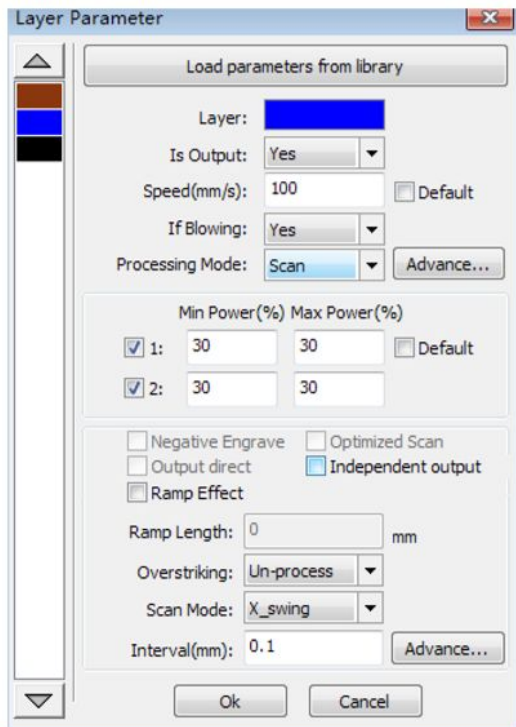 Layer Parameter
Load parameters from library
Layer:
Is Output: Yes
Speed(mm/s): 100 Default
If Blowing: Yes
Processing Mode: Scan Advance...
Min Power(%) Max Power(%)
1: 30 30 Default
2: 30 30
Negative Engrave Optimized Scan
Output direct Independent output
Ramp Effect
Ramp Length: 0 mm
Overstriking: Un-process
Scan Mode: X_swing
Interval(mm): 0.1 Advance...
Ok Cancel